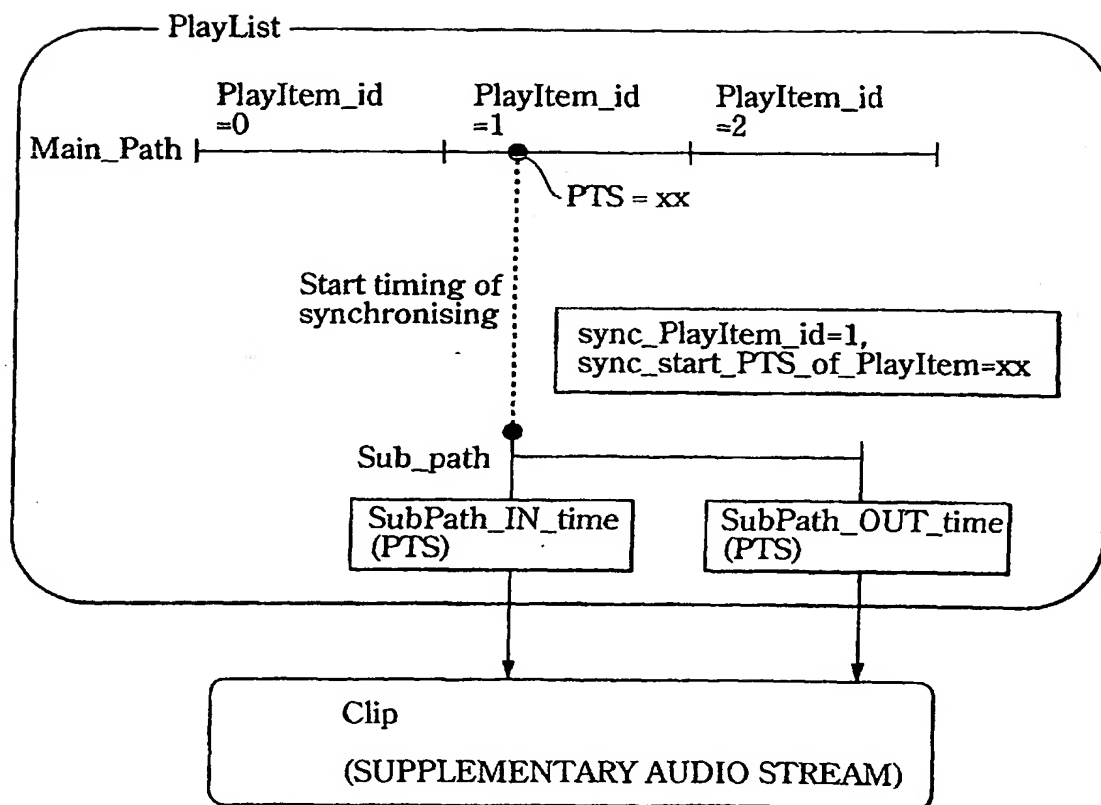 PlayList
PlayItem_id
=0
PlayItem_id
=1
PlayItem_id
=2
Main_Path
PTS = xx
Start timing of
synchronising
sync_PlayItem_id=1,
sync_start_PTS_of_PlayItem=xx
Sub_path
SubPath_IN_time
(PTS)
SubPath_OUT_time
(PTS)
Clip
(SUPPLEMENTARY AUDIO STREAM)